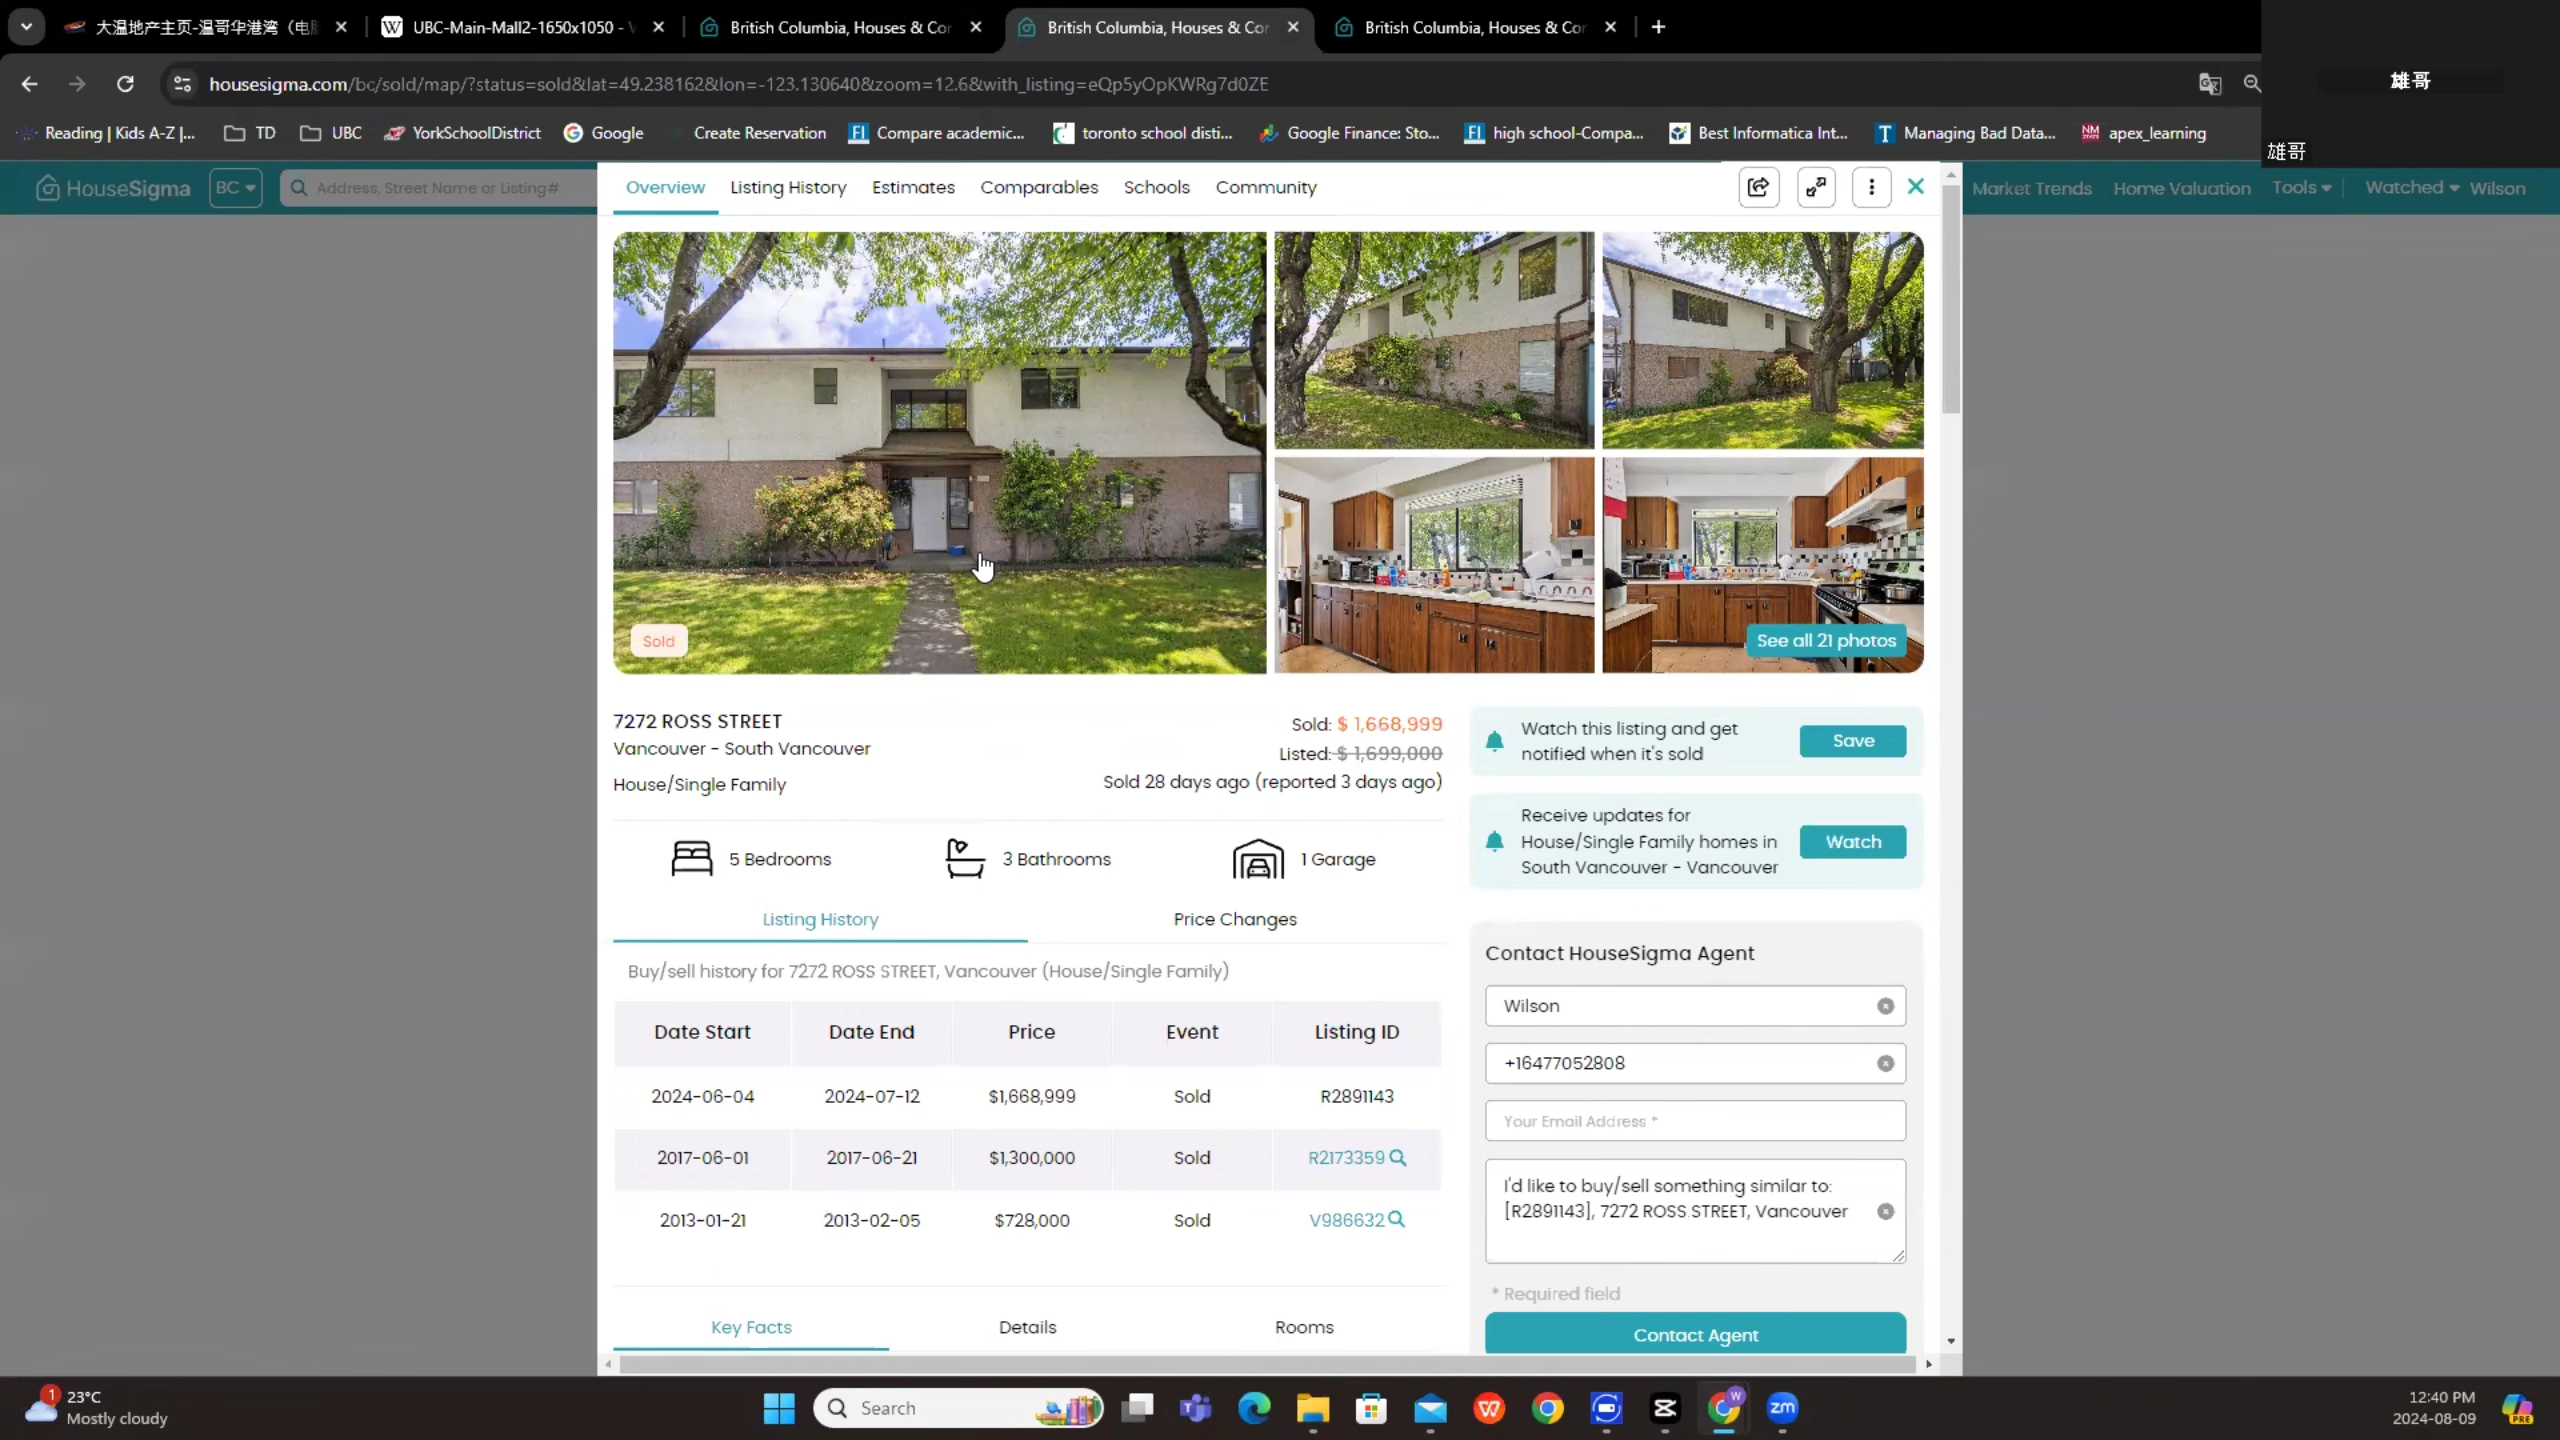 大温地产主页-温哥华港湾（电脑
UBC-Main-Mall2-1650x1050 -
British Columbia, Houses & Cor
British Columbia, Houses & Cor
British Columbia, Houses & Cor
housesigma.com/bc/sold/map/?status=sold&lat=49.238162&lon=-123.130640&zoom=12.6&with_listing=eQp5yOpKWRg7d0ZE
雄哥
Reading | Kids A-Z |...
TD
UBC
YorkSchoolDistrict
Google
Create Reservation
Compare academic...
toronto school disti...
Google Finance: Sto...
high school-Compa...
Best Informatica Int...
Managing Bad Data...
apex_learning
雄哥
HouseSigma
BC
Address, Street Name or Listing#
Overview
Listing History
Estimates
Comparables
Schools
Community
Market Trends
Home Valuation
Tools
Watched
Wilson
Sold
See all 21 photos
7272 ROSS STREET
Vancouver - South Vancouver
House/Single Family
Sold: $ 1,668,999
Listed: $ 1,699,000
Sold 28 days ago (reported 3 days ago)
Watch this listing and get
notified when it's sold
Save
Receive updates for
House/Single Family homes in
South Vancouver - Vancouver
Watch
5 Bedrooms
3 Bathrooms
1 Garage
Listing History
Price Changes
Buy/sell history for 7272 ROSS STREET, Vancouver (House/Single Family)
Date Start Date End Price Event Listing ID
2024-06-04 2024-07-12 $1,668,999 Sold R2891143
2017-06-01 2017-06-21 $1,300,000 Sold R2173359
2013-01-21 2013-02-05 $728,000 Sold V986632
Key Facts
Details
Rooms
Contact HouseSigma Agent
Wilson
+16477052808
Your Email Address *
I'd like to buy/sell something similar to:
[R2891143], 7272 ROSS STREET, Vancouver
* Required field
Contact Agent
1
23°C
Mostly cloudy
Search
W
zm
12:40 PM
2024-08-09
PRE